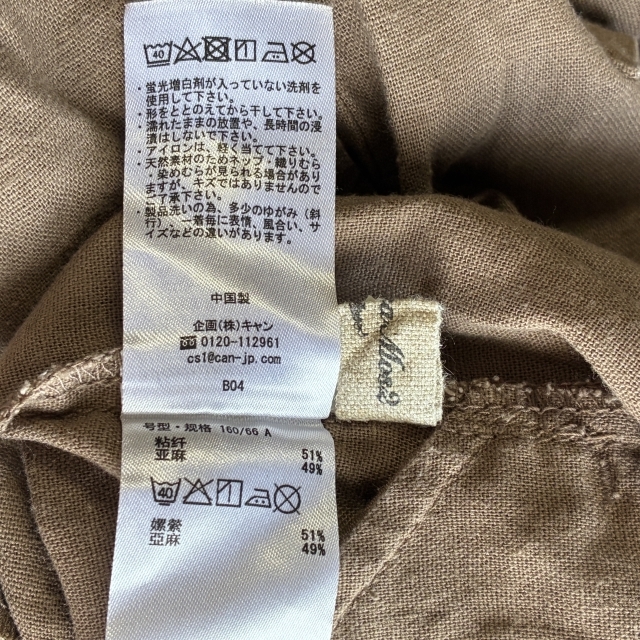 40
・蛍光増白剤が入っていない洗剤を
使用して下さい。
・形をととのえてから干して下さい。
・濡れたままの放置や、長時間の浸
漬はしないで下さい。
・アイロンは、軽く当てて下さい。
・天然素材のためネップ・織りむら
・染めむらが見られる場合があり
ますが、キズではありませんので
ご了承下さい。
・製品洗いの為、多少のゆがみ(斜
行)、一着毎に表情、風合い、サ
イズなどの違いがあります。
中国製
企画(株)キャン
☎0120-112961
cs1@can-jp.com
B04
号型・规格 160/66 A
粘纤 51%
亚麻 49%
40
嫘縈 51%
亞麻 49%